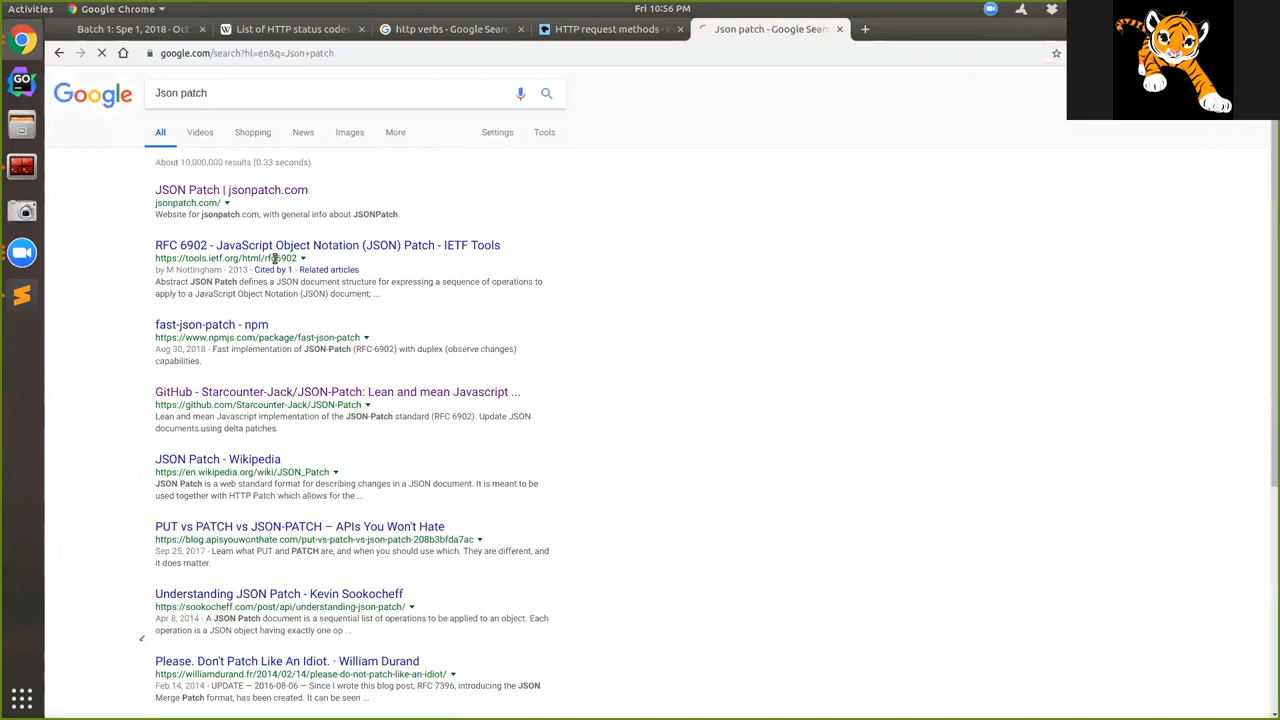 Activities
Google Chrome
Fri 10:56 PM
Batch 1: Spe 1, 2018 - Oct
List of HTTP status codes
http verbs - Google Sear
HTTP request methods -
Json patch - Google Sear
google.com/search?hl=en&q=Json+patch
Google
Json patch
All
Videos
Shopping
News
Images
More
Settings
Tools
About 10,000,000 results (0.33 seconds)
JSON Patch | jsonpatch.com
jsonpatch.com/
Website for jsonpatch.com, with general info about JSONPatch.
RFC 6902 - JavaScript Object Notation (JSON) Patch - IETF Tools
https://tools.ietf.org/html/rfc6902
by M Nottingham - 2013 - Cited by 1 - Related articles
Abstract JSON Patch defines a JSON document structure for expressing a sequence of operations to
apply to a JavaScript Object Notation (JSON) document; ...
fast-json-patch - npm
https://www.npmjs.com/package/fast-json-patch
Aug 30, 2018 - Fast implementation of JSON-Patch (RFC-6902) with duplex (observe changes)
capabilities.
GitHub - Starcounter-Jack/JSON-Patch: Lean and mean Javascript ...
https://github.com/Starcounter-Jack/JSON-Patch
Lean and mean Javascript implementation of the JSON-Patch standard (RFC 6902). Update JSON
documents using delta patches.
JSON Patch - Wikipedia
https://en.wikipedia.org/wiki/JSON_Patch
JSON Patch is a web standard format for describing changes in a JSON document. It is meant to be
used together with HTTP Patch which allows for the ...
PUT vs PATCH vs JSON-PATCH – APIs You Won't Hate
https://blog.apisyouwonthate.com/put-vs-patch-vs-json-patch-208b3bfda7ac
Sep 25, 2017 - Learn what PUT and PATCH are, and when you should use which. They are different, and
it does matter.
Understanding JSON Patch - Kevin Sookocheff
https://sookocheff.com/post/api/understanding-json-patch/
Apr 8, 2014 - A JSON Patch document is a sequential list of operations to be applied to an object. Each
operation is a JSON object having exactly one op ...
Please. Don't Patch Like An Idiot. · William Durand
https://williamdurand.fr/2014/02/14/please-do-not-patch-like-an-idiot/
Feb 14, 2014 - UPDATE — 2016-08-06 — Since I wrote this blog post, RFC 7396, introducing the JSON
Merge Patch format, has been created. It can be seen ...
GO